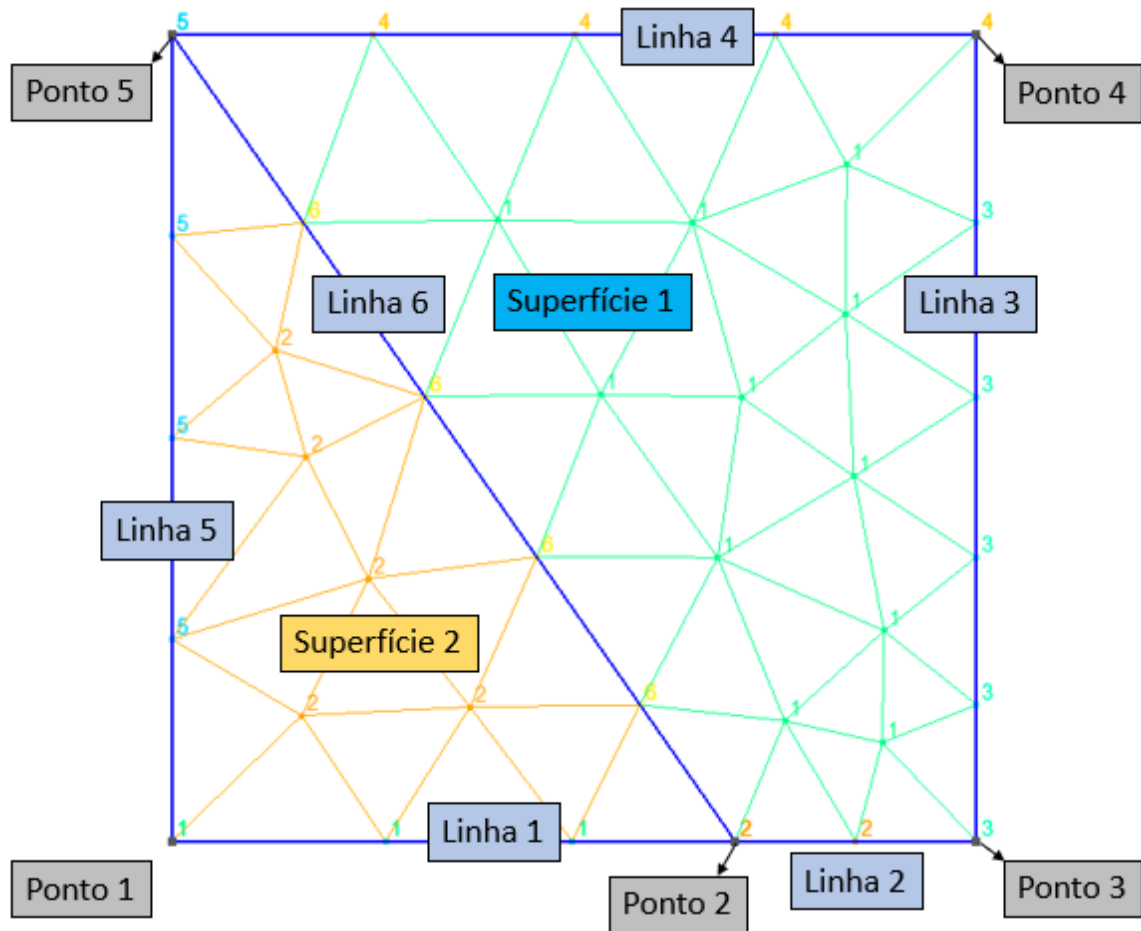 5 4 4 4 4
Linha 4
Ponto 5
Ponto 4
1
5 6 1 1 3
Linha 6
Superfície 1
Linha 3
1
2
6 1 1 3
5 2
1
Linha 5
6 1 3
2
5 1
Superfície 2
2 2 6 1 3
1
Linha 1
1 1 1 2 2 3
Ponto 1
Ponto 2
Linha 2
Ponto 3